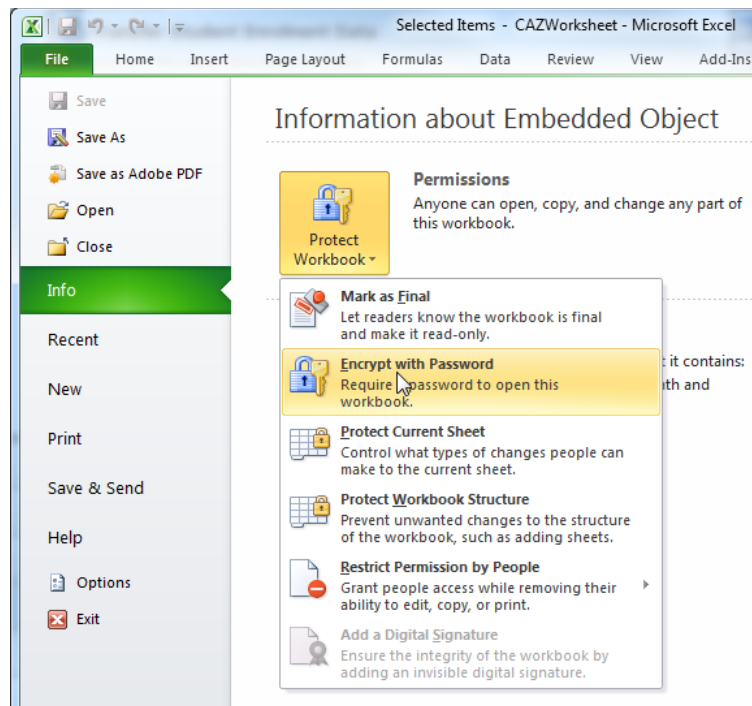 Selected Items - CAZWorksheet - Microsoft Excel
File Home Insert Page Layout Formulas Data Review View Add-Ins
Save
Save As
Save as Adobe PDF
Open
Close
Info
Recent
New
Print
Save & Send
Help
Options
Exit
Information about Embedded Object
Protect
Workbook
Permissions
Anyone can open, copy, and change any part of
this workbook.
Mark as Final
Let readers know the workbook is final
and make it read-only.
Encrypt with Password
Require password to open this
workbook.
Protect Current Sheet
Control what types of changes people can
make to the current sheet.
Protect Workbook Structure
Prevent unwanted changes to the structure
of the workbook, such as adding sheets.
Restrict Permission by People
Grant people access while removing their
ability to edit, copy, or print.
Add a Digital Signature
Ensure the integrity of the workbook by
adding an invisible digital signature.
it contains:
and